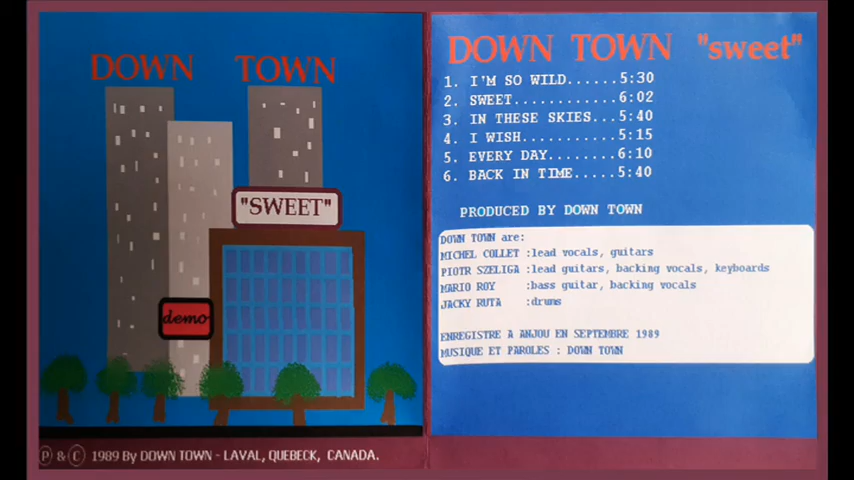 DOWN TOWN
"SWEET"
demo
Ⓟ & Ⓒ 1989 By DOWN TOWN - LAVAL, QUEBECK, CANADA.
DOWN TOWN "sweet"
1. I'M SO WILD......5:30
2. SWEET............6:02
3. IN THESE SKIES...5:40
4. I WISH...........5:15
5. EVERY DAY........6:10
6. BACK IN TIME.....5:40
PRODUCED BY DOWN TOWN
DOWN TOWN are:
MICHEL COLLET :lead vocals, guitars
PIOTR SZELIGA :lead guitars, backing vocals, keyboards
MARIO ROY :bass guitar, backing vocals
JACKY RUTA :drums
ENREGISTRE A ANJOU EN SEPTEMBRE 1989
MUSIQUE ET PAROLES : DOWN TOWN